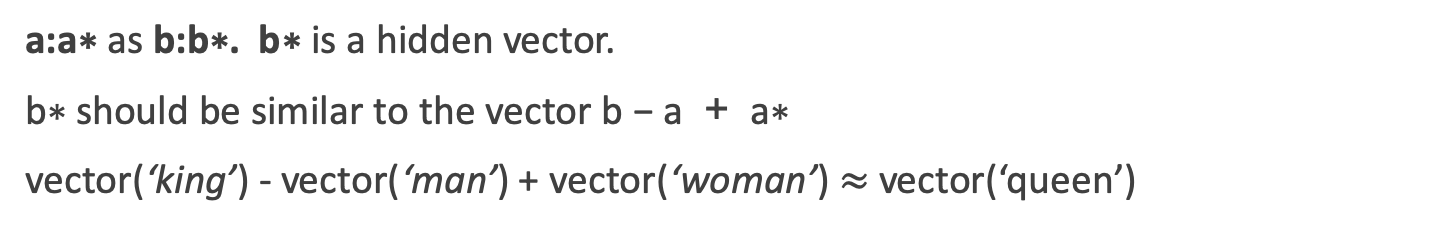 a:a* as b:b*. b* is a hidden vector.
b* should be similar to the vector b − a + a*
vector(‘king’) - vector(‘man’) + vector(‘woman’) ≈ vector(‘queen’)